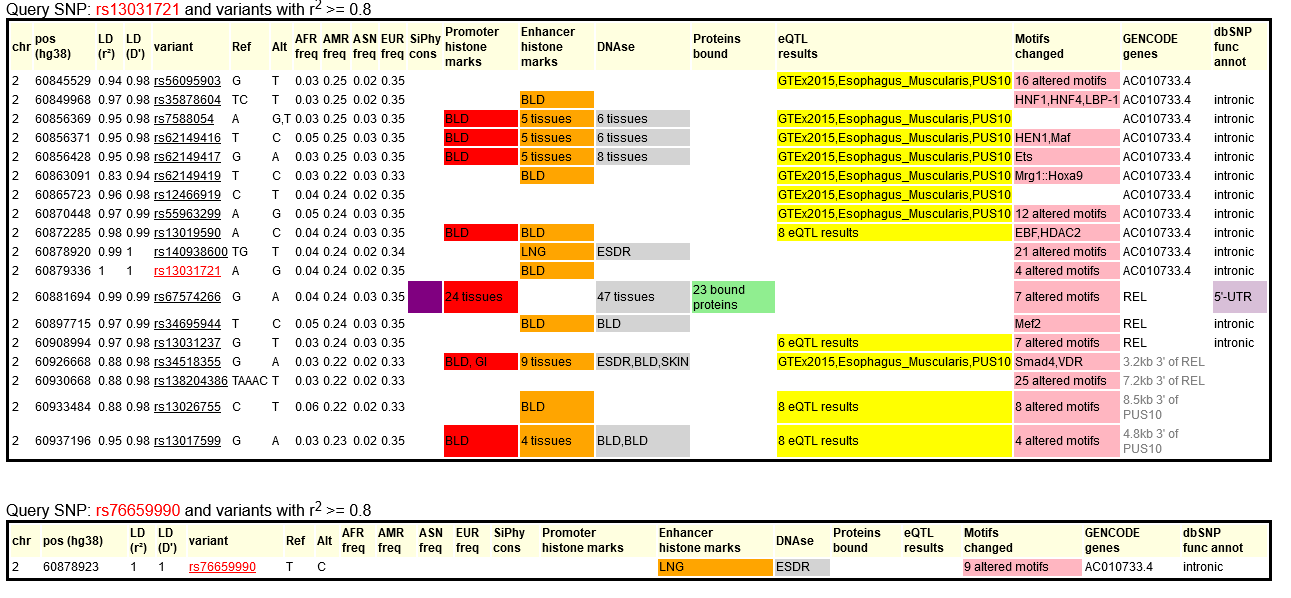 Query SNP: rs13031721 and variants with r² >= 0.8
chr pos (hg38) LD (r²) LD (D') variant Ref Alt AFR freq AMR freq ASN freq EUR freq SiPhy cons Promoter histone marks Enhancer histone marks DNAse Proteins bound eQTL results Motifs changed GENCODE genes dbSNP func annot
2 60845529 0.94 0.98 rs56095903 G T 0.03 0.25 0.02 0.35 GTEx2015,Esophagus_Muscularis,PUS10 16 altered motifs AC010733.4
2 60849968 0.97 0.98 rs35878604 TC T 0.03 0.25 0.02 0.35 BLD HNF1,HNF4,LBP-1 AC010733.4 intronic
2 60856369 0.95 0.98 rs7588054 A G,T 0.03 0.25 0.03 0.35 BLD 5 tissues 6 tissues GTEx2015,Esophagus_Muscularis,PUS10 AC010733.4 intronic
2 60856371 0.95 0.98 rs62149416 T C 0.05 0.25 0.03 0.35 BLD 5 tissues 6 tissues GTEx2015,Esophagus_Muscularis,PUS10 HEN1,Maf AC010733.4 intronic
2 60856428 0.95 0.98 rs62149417 G A 0.03 0.25 0.03 0.35 BLD 5 tissues 8 tissues GTEx2015,Esophagus_Muscularis,PUS10 Ets AC010733.4 intronic
2 60863091 0.83 0.94 rs62149419 T C 0.03 0.22 0.03 0.33 BLD GTEx2015,Esophagus_Muscularis,PUS10 Mrg1::Hoxa9 AC010733.4 intronic
2 60865723 0.96 0.98 rs12466919 C T 0.04 0.24 0.02 0.35 GTEx2015,Esophagus_Muscularis,PUS10 AC010733.4 intronic
2 60870448 0.97 0.99 rs55963299 A G 0.05 0.24 0.03 0.35 GTEx2015,Esophagus_Muscularis,PUS10 12 altered motifs AC010733.4 intronic
2 60872285 0.98 0.99 rs13019590 A C 0.04 0.24 0.03 0.35 BLD BLD 8 eQTL results EBF,HDAC2 AC010733.4 intronic
2 60878920 0.99 1 rs140938600 TG T 0.04 0.24 0.02 0.34 LNG ESDR 21 altered motifs AC010733.4 intronic
2 60879336 1 1 rs13031721 A G 0.04 0.24 0.02 0.35 BLD 4 altered motifs AC010733.4 intronic
2 60881694 0.99 0.99 rs67574266 G A 0.04 0.24 0.03 0.35 24 tissues 47 tissues 23 bound proteins 7 altered motifs REL 5'-UTR
2 60897715 0.97 0.99 rs34695944 T C 0.05 0.24 0.03 0.35 BLD BLD Mef2 REL intronic
2 60908994 0.97 0.98 rs13031237 G T 0.03 0.24 0.03 0.35 6 eQTL results 7 altered motifs REL intronic
2 60926668 0.88 0.98 rs34518355 G A 0.03 0.22 0.02 0.33 BLD, GI 9 tissues ESDR,BLD,SKIN GTEx2015,Esophagus_Muscularis,PUS10 Smad4,VDR 3.2kb 3' of REL
2 60930668 0.88 0.98 rs138204386 TAAAC T 0.03 0.22 0.02 0.33 25 altered motifs 7.2kb 3' of REL
2 60933484 0.88 0.98 rs13026755 C T 0.06 0.22 0.02 0.33 BLD 8 eQTL results 8 altered motifs 8.5kb 3' of PUS10
2 60937196 0.95 0.98 rs13017599 G A 0.03 0.23 0.02 0.35 BLD 4 tissues BLD,BLD 8 eQTL results 4 altered motifs 4.8kb 3' of PUS10
Query SNP: rs76659990 and variants with r² >= 0.8
chr pos (hg38) LD (r²) LD (D') variant Ref Alt AFR freq AMR freq ASN freq EUR freq SiPhy cons Promoter histone marks Enhancer histone marks DNAse Proteins bound eQTL results Motifs changed GENCODE genes dbSNP func annot
2 60878923 1 1 rs76659990 T C LNG ESDR 9 altered motifs AC010733.4 intronic